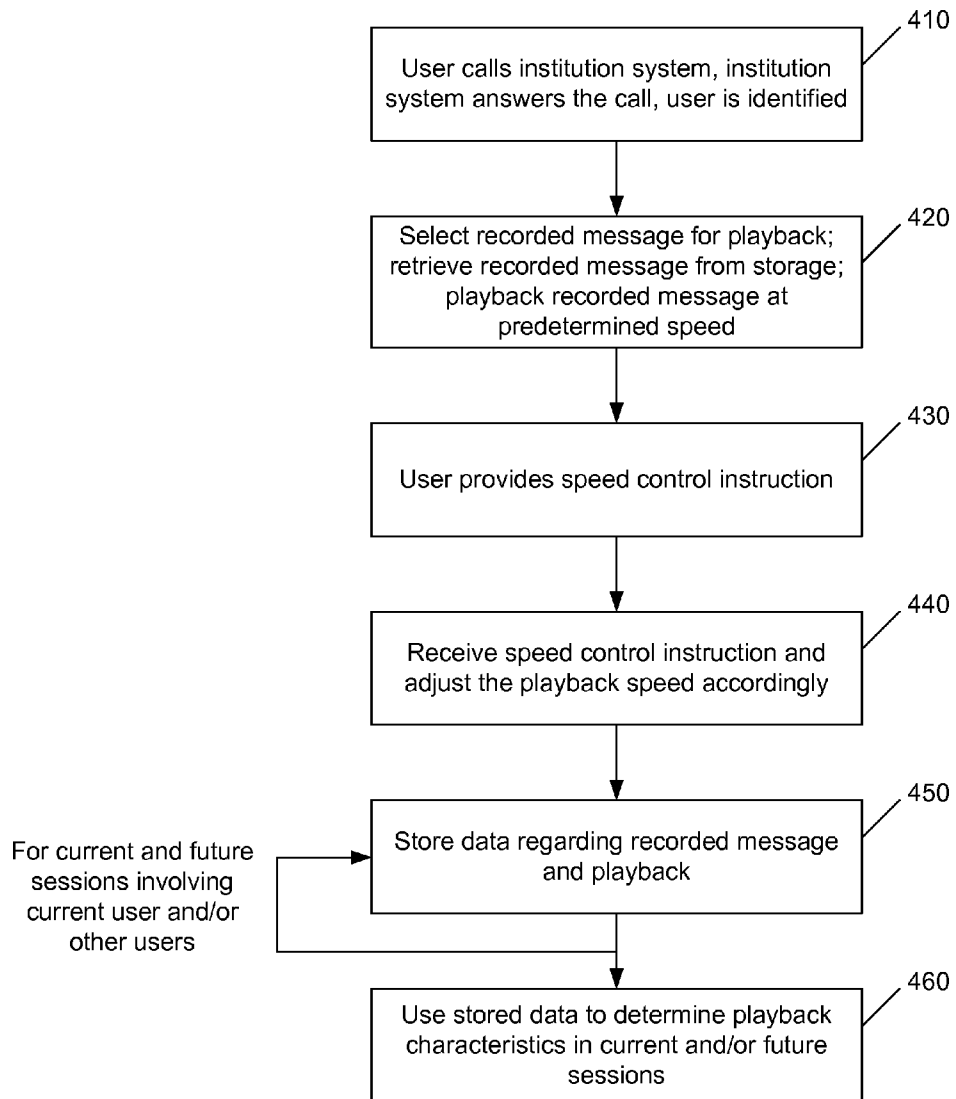 410
User calls institution system, institution
system answers the call, user is identified
420
Select recorded message for playback;
retrieve recorded message from storage;
playback recorded message at
predetermined speed
430
User provides speed control instruction
440
Receive speed control instruction and
adjust the playback speed accordingly
450
Store data regarding recorded message
and playback
For current and future
sessions involving
current user and/or
other users
460
Use stored data to determine playback
characteristics in current and/or future
sessions